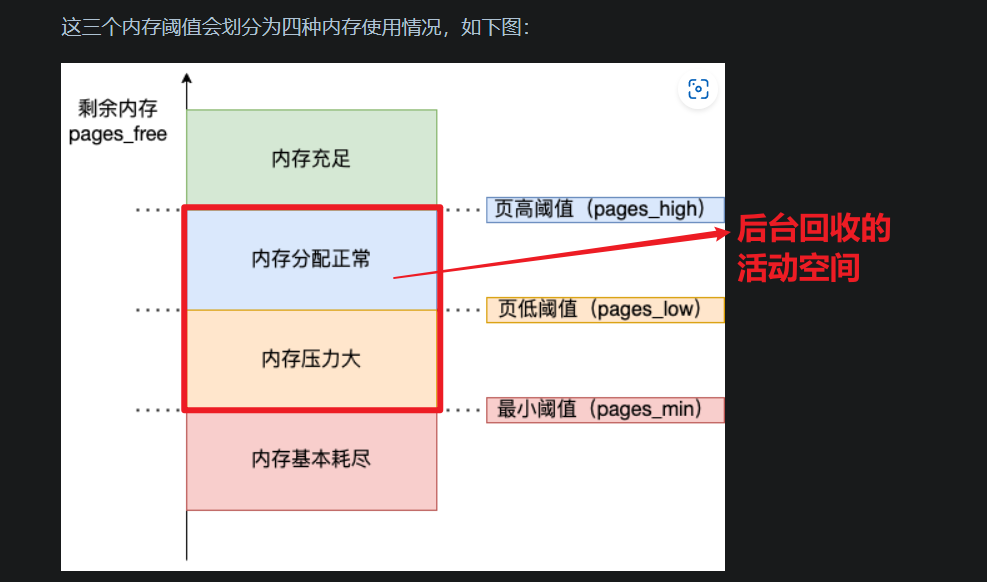 这三个内存阈值会划分为四种内存使用情况，如下图：
剩余内存
pages_free
内存充足
页高阈值（pages_high）
内存分配正常
后台回收的
活动空间
页低阈值（pages_low）
内存压力大
最小阈值（pages_min）
内存基本耗尽